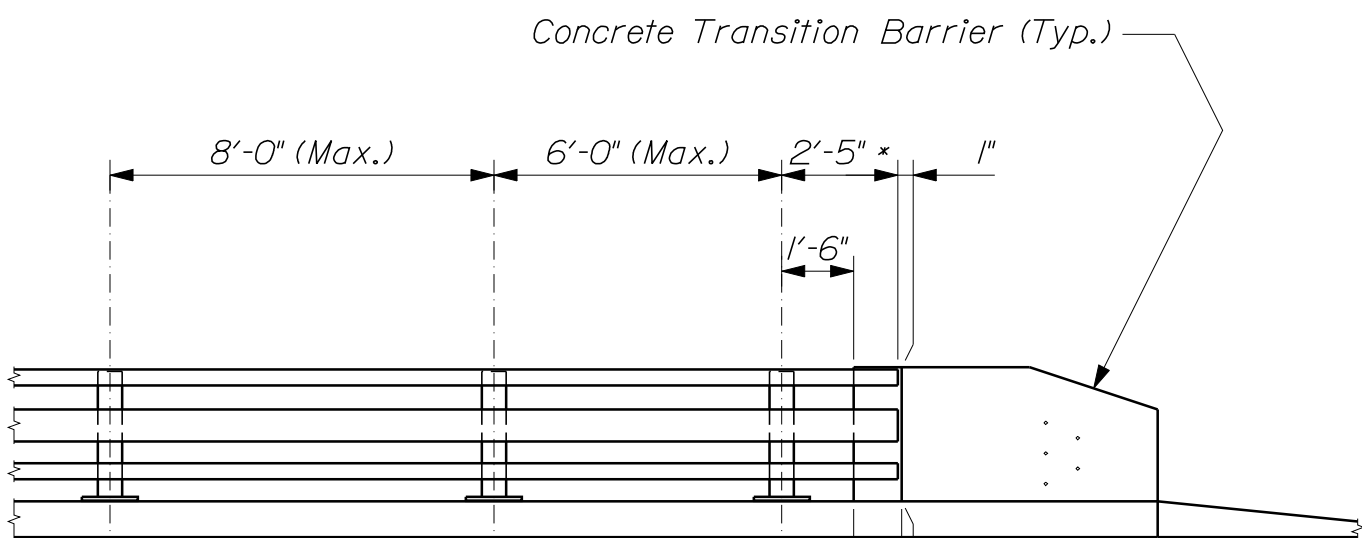 Concrete Transition Barrier (Typ.)
8'-0" (Max.) 6'-0" (Max.) 2'-5" * 1"
1'-6"